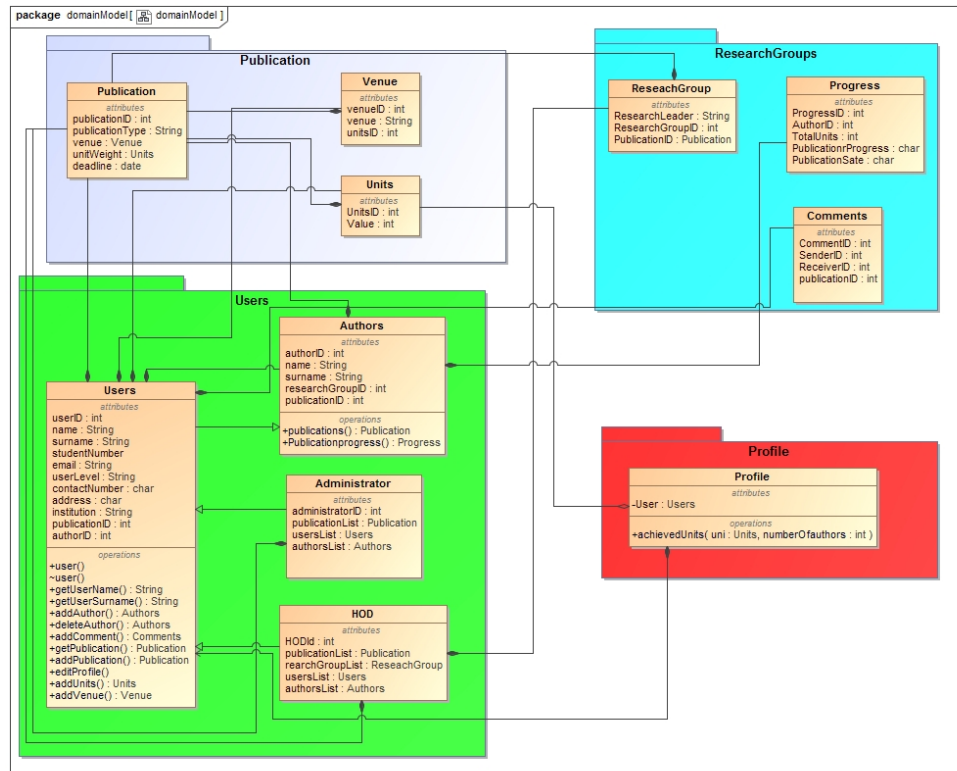 package domainModel[ domainModel ]
Publication
Publication
attributes
publicationID : int
publicationType : String
venue : Venue
unitWeight : Units
deadline : date
Venue
attributes
venueID : int
venue : String
unitsID : int
Units
attributes
UnitsID : int
Value : int
ResearchGroups
ReseachGroup
attributes
ResearchLeader : String
ResearchGroupID : int
PublicationID : Publication
Progress
attributes
ProgressID : int
AuthorID : int
TotalUnits : int
PublicationrProgress : char
PublicationSate : char
Comments
attributes
CommentID : int
SenderID : int
ReceiverID : int
publicationID : int
Users
Users
attributes
userID : int
name : String
surname : String
studentNumber
email : String
userLevel : String
contactNumber : char
address : char
institution : String
publicationID : int
authorID : int
operations
+user()
~user()
+getUserName() : String
+getUserSurname() : String
+addAuthor() : Authors
+deleteAuthor() : Authors
+addComment() : Comments
+getPublication() : Publication
+addPublication() : Publication
+editProfile()
+addUnits() : Units
+addVenue() : Venue
Authors
attributes
authorID : int
name : String
surname : String
researchGroupID : int
publicationID : int
operations
+publications() : Publication
+Publicationprogress() : Progress
Administrator
attributes
administratorID : int
publicationList : Publication
usersList : Users
authorsList : Authors
HOD
attributes
HODId : int
publicationList : Publication
rearchGroupList : ReseachGroup
usersList : Users
authorsList : Authors
Profile
Profile
attributes
-User : Users
operations
+achievedUnits( uni : Units, numberOfauthors : int )